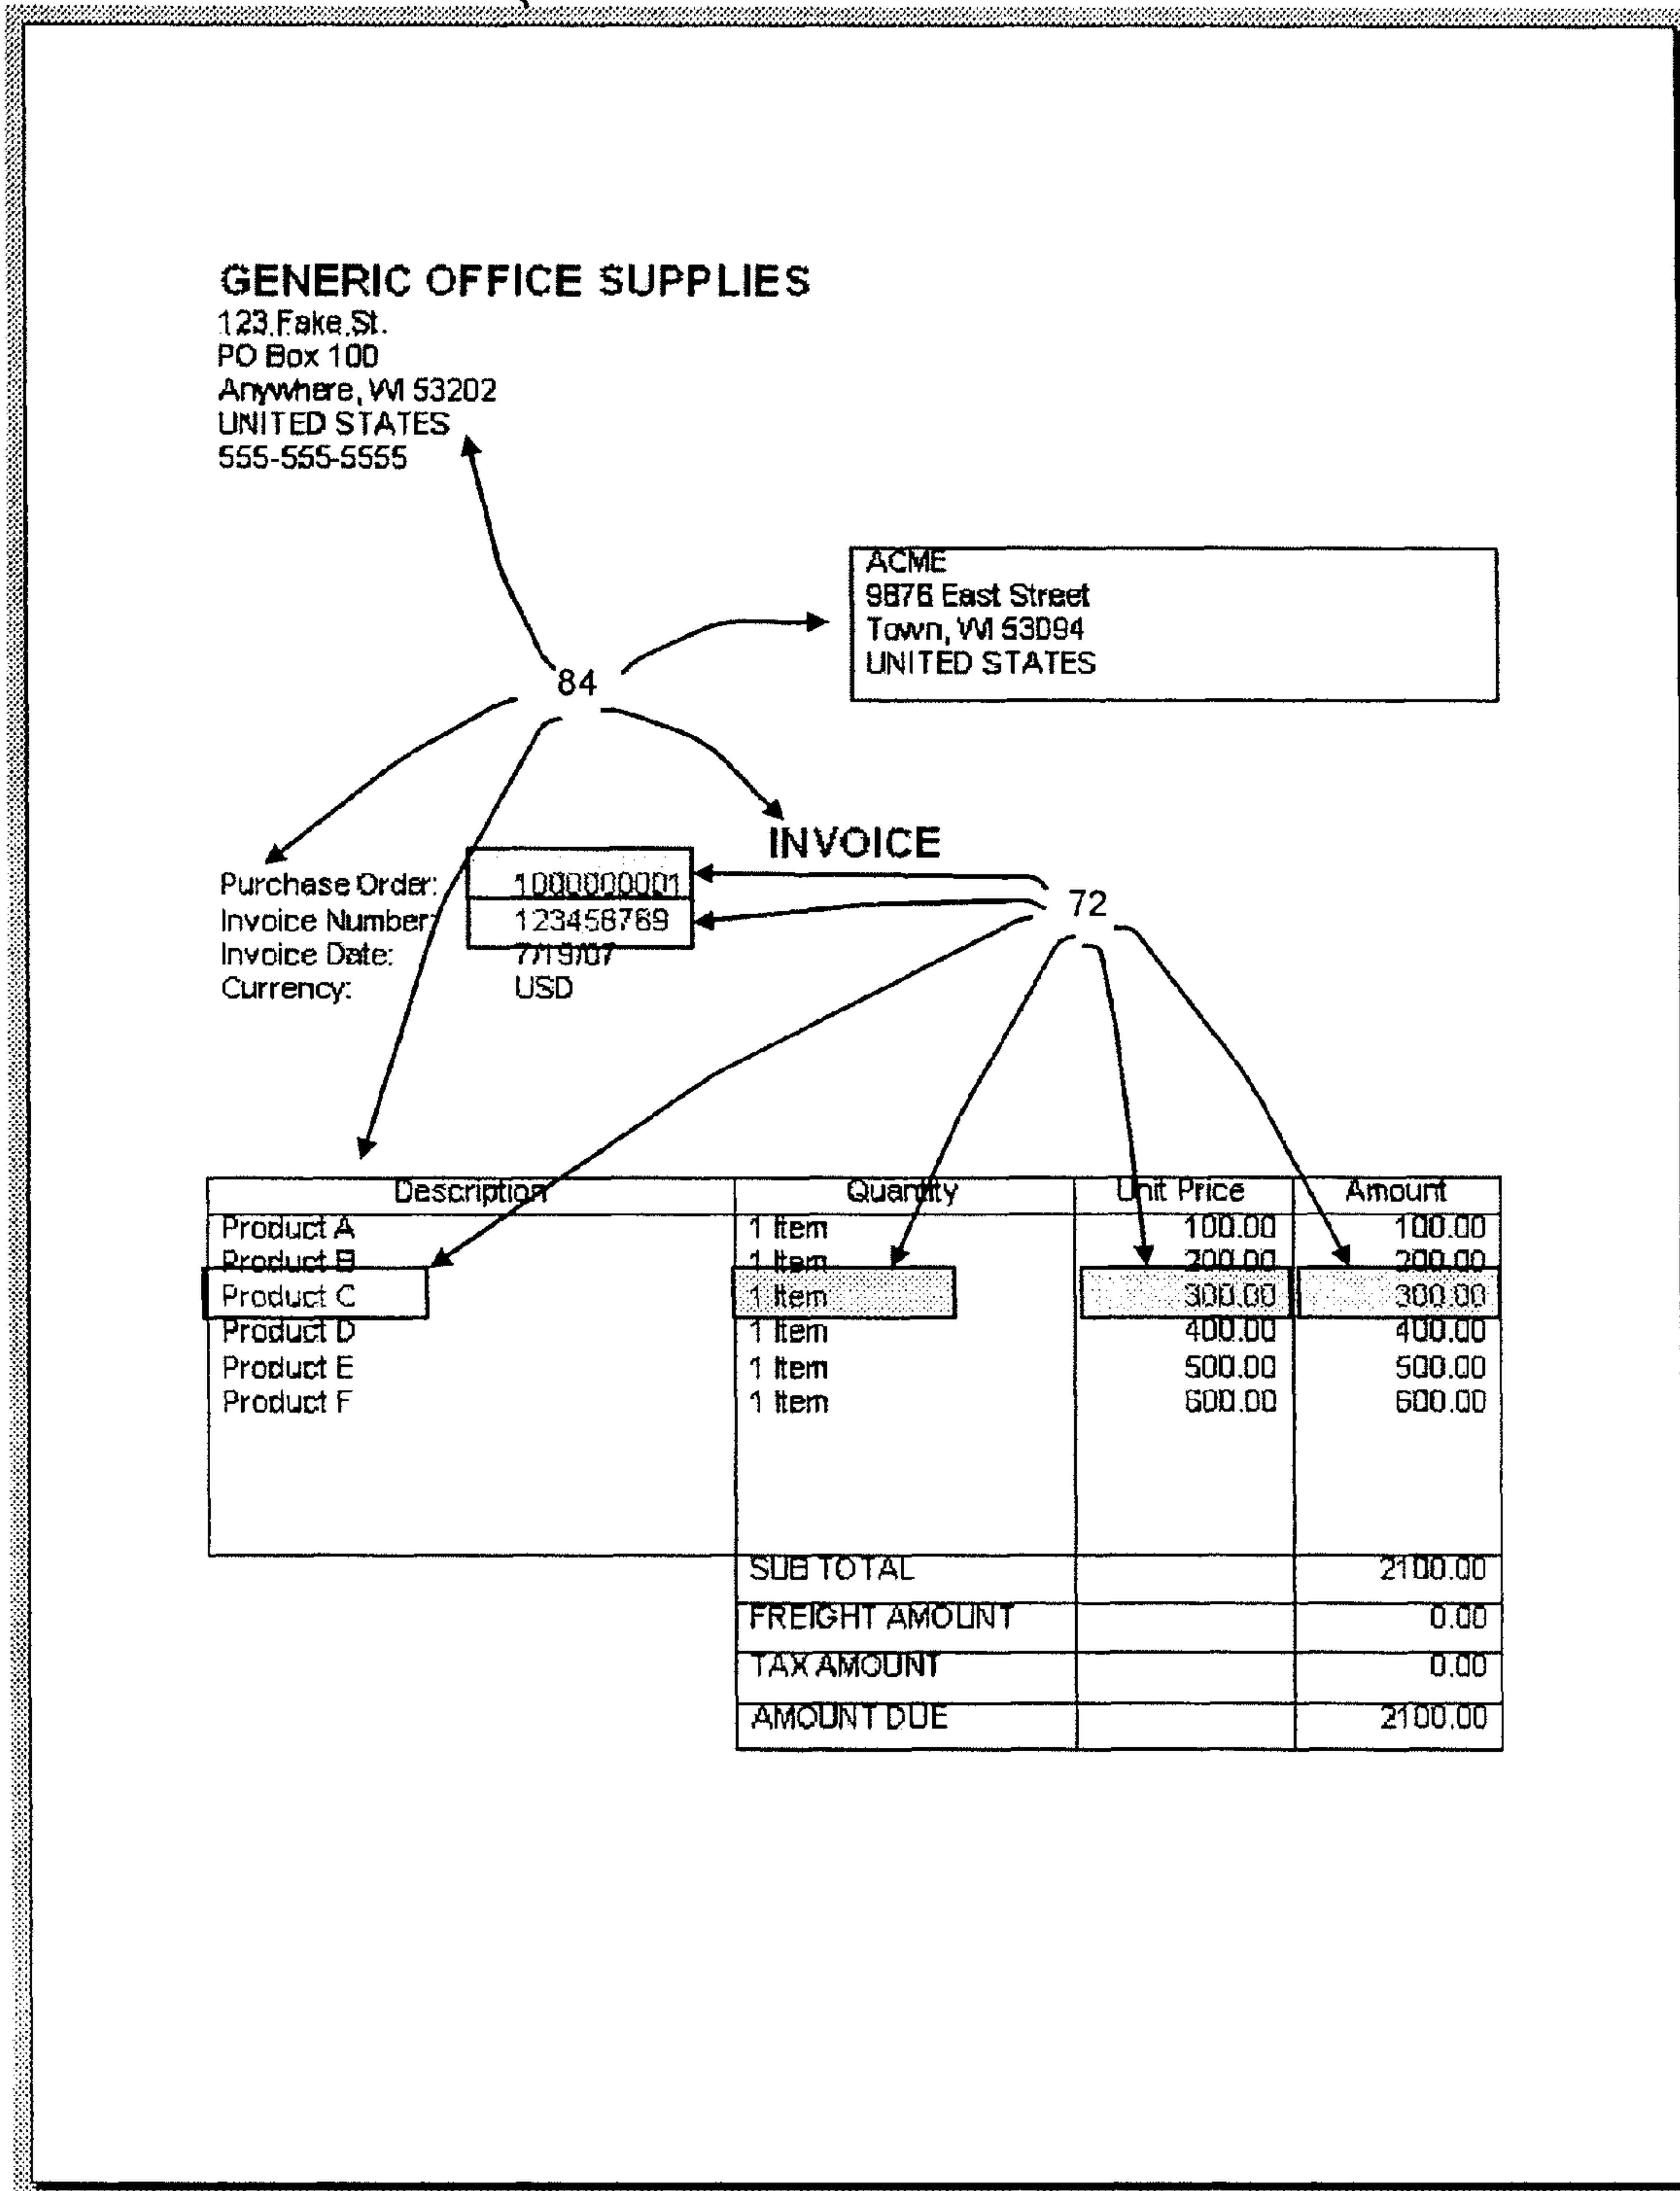 GENERIC OFFICE SUPPLIES
123 Fake St.
PO Box 100
Anywhere, WI 53202
UNITED STATES
555-555-5555
ACME
9876 East Street
Town, WI 53094
UNITED STATES
84
INVOICE
Purchase Order: 1000000001
Invoice Number: 123456789
Invoice Date: 7/19/07
Currency: USD
72
Description Quantity Unit Price Amount
Product A 1 Item 100.00 100.00
Product B 1 Item 200.00 200.00
Product C 1 Item 300.00 300.00
Product D 1 Item 400.00 400.00
Product E 1 Item 500.00 500.00
Product F 1 Item 600.00 600.00
SUB TOTAL 2100.00
FREIGHT AMOUNT 0.00
TAX AMOUNT 0.00
AMOUNT DUE 2100.00